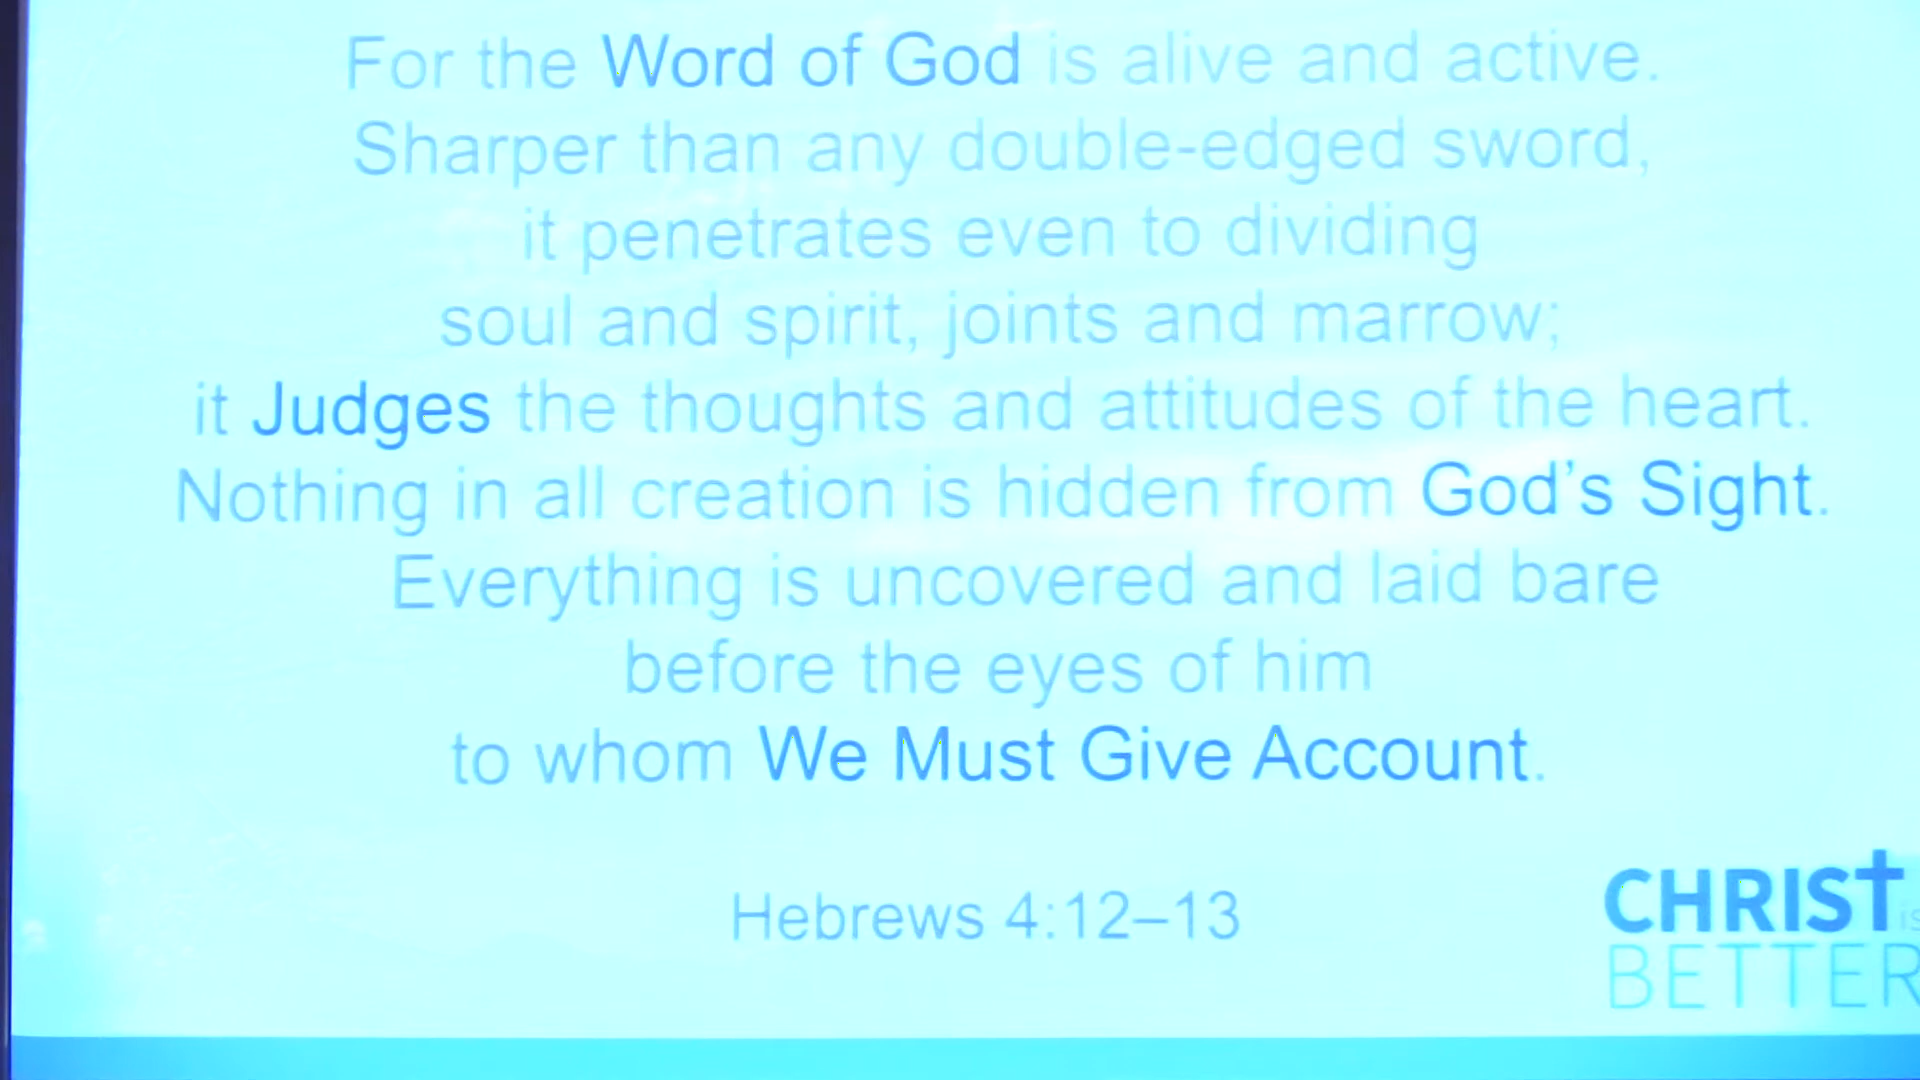 For the Word of God is alive and active.
Sharper than any double-edged sword,
it penetrates even to dividing
soul and spirit, joints and marrow;
it Judges the thoughts and attitudes of the heart.
Nothing in all creation is hidden from God's Sight.
Everything is uncovered and laid bare
before the eyes of him
to whom We Must Give Account.
Hebrews 4:12–13
CHRIST is
BETTER